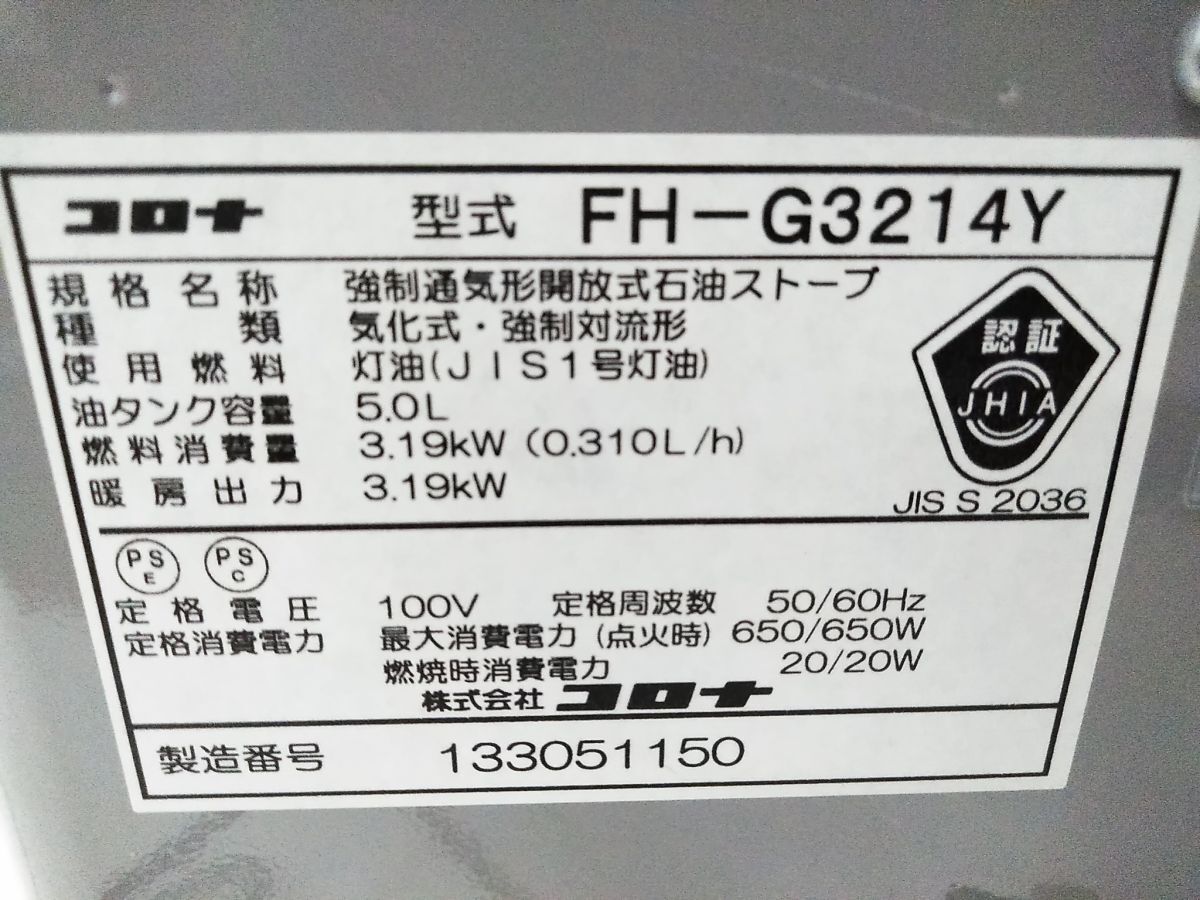 コロナ 型式 FH-G3214Y
規格名称 強制通気形開放式石油ストーブ
種類 気化式・強制対流形
使用燃料 灯油(JIS1号灯油)
油タンク容量 5.0L
燃料消費量 3.19kW (0.310L/h)
暖房出力 3.19kW
認証
JHIA
JIS S 2036
PSE PSC
定格電圧 100V 定格周波数 50/60Hz
定格消費電力 最大消費電力(点火時) 650/650W
燃焼時消費電力 20/20W
株式会社 コロナ
製造番号 133051150